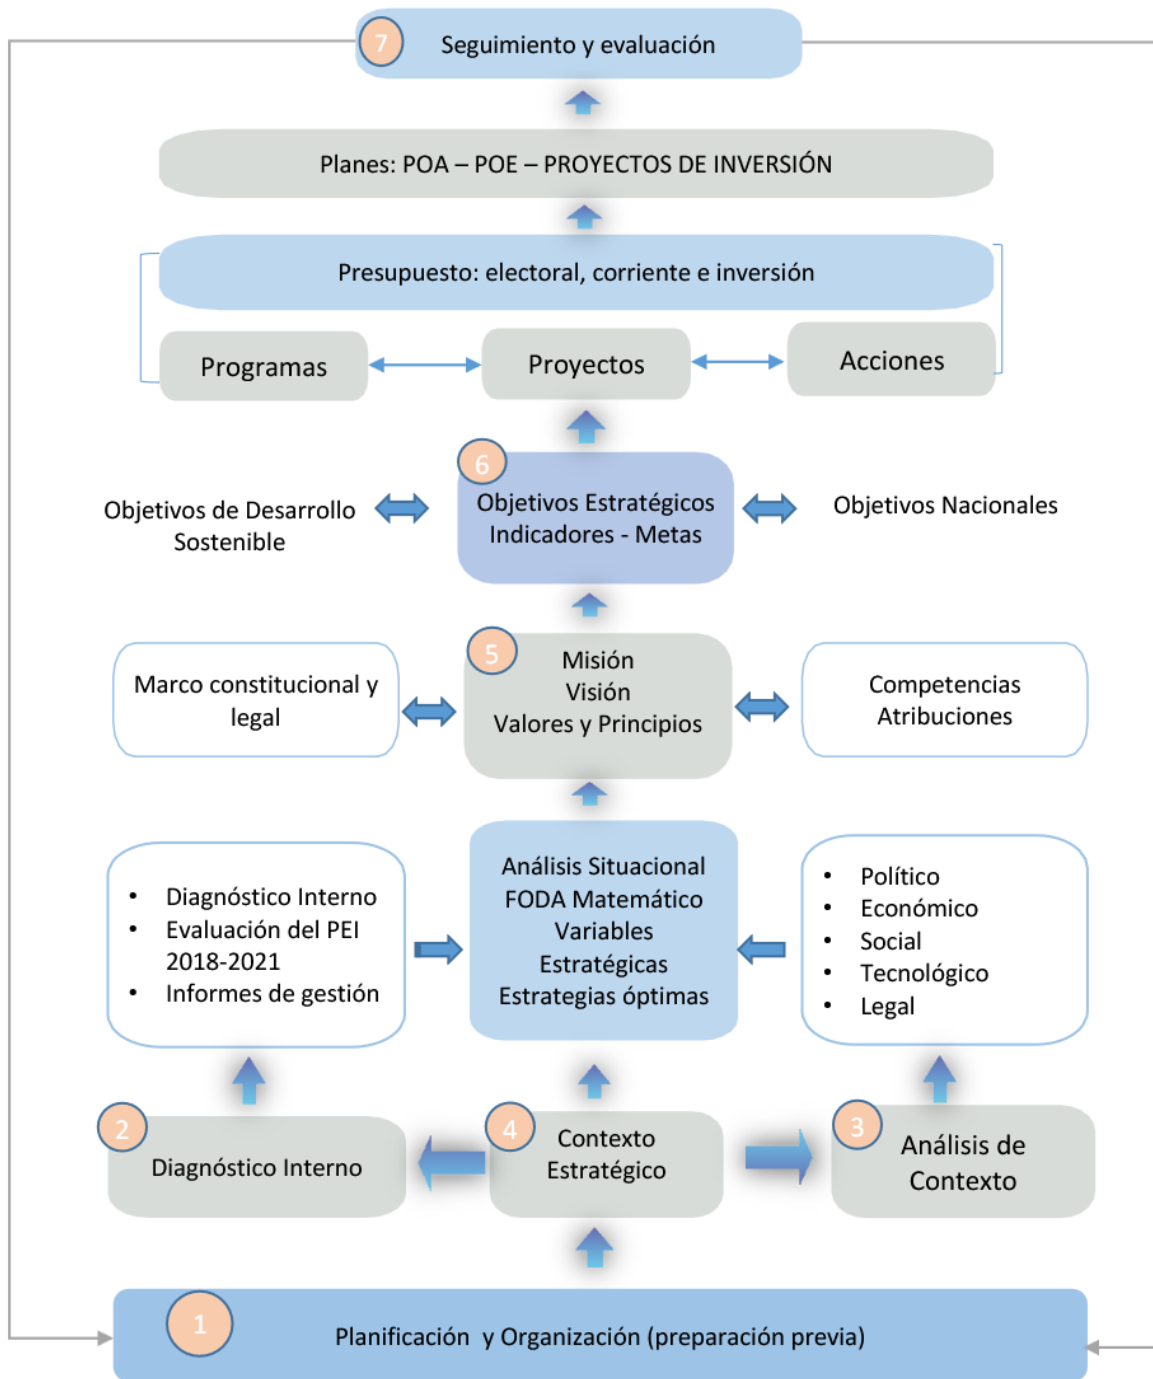 7
Seguimiento y evaluación
Planes: POA – POE – PROYECTOS DE INVERSIÓN
Presupuesto: electoral, corriente e inversión
Programas
Proyectos
Acciones
6
Objetivos de Desarrollo
Sostenible
Objetivos Estratégicos
Indicadores - Metas
Objetivos Nacionales
5
Marco constitucional y
legal
Misión
Visión
Valores y Principios
Competencias
Atribuciones
• Diagnóstico Interno
• Evaluación del PEI
2018-2021
• Informes de gestión
Análisis Situacional
FODA Matemático
Variables
Estratégicas
Estrategias óptimas
• Político
• Económico
• Social
• Tecnológico
• Legal
2
Diagnóstico Interno
4
Contexto
Estratégico
3
Análisis de
Contexto
1
Planificación y Organización (preparación previa)